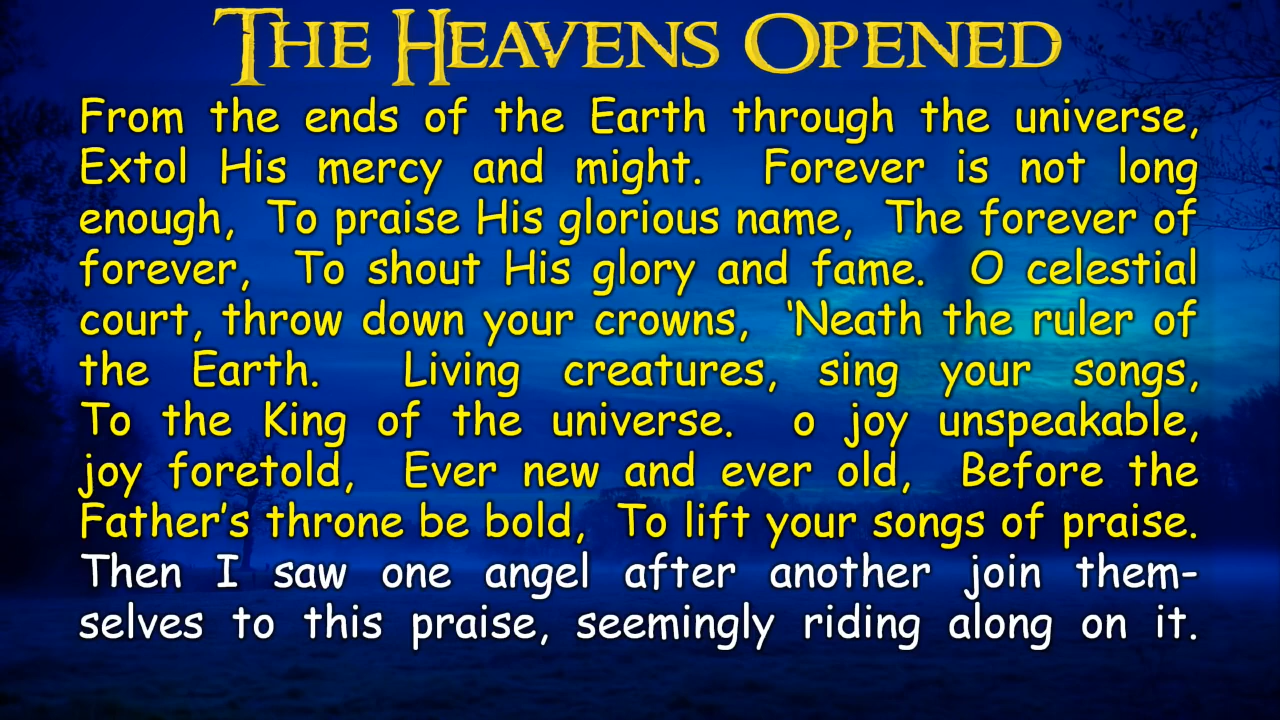 THE HEAVENS OPENED
From the ends of the Earth through the universe,
Extol His mercy and might. Forever is not long
enough, To praise His glorious name, The forever of
forever, To shout His glory and fame. O celestial
court, throw down your crowns, ‘Neath the ruler of
the Earth. Living creatures, sing your songs,
To the King of the universe. o joy unspeakable,
joy foretold, Ever new and ever old, Before the
Father’s throne be bold, To lift your songs of praise.
Then I saw one angel after another join them-
selves to this praise, seemingly riding along on it.